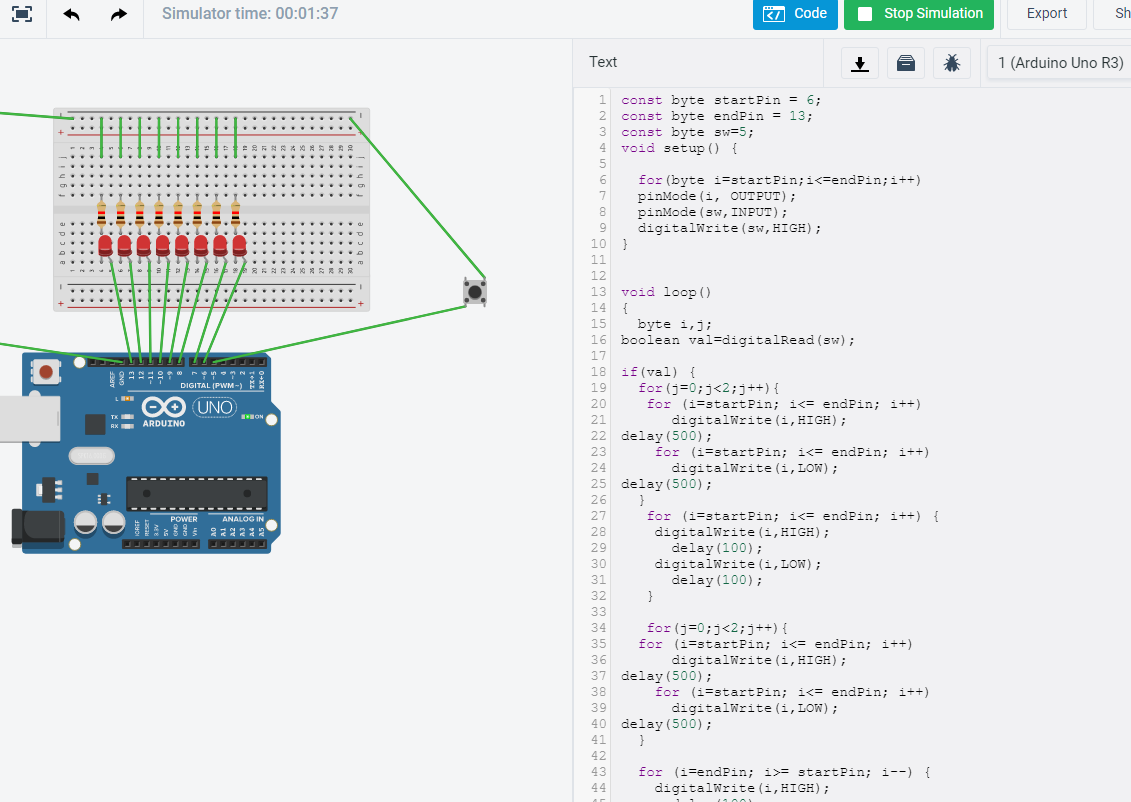 Simulator time: 00:01:37
Code
Stop Simulation
Export
Sh
Text
1 (Arduino Uno R3)
1 const byte startPin = 6;
2 const byte endPin = 13;
3 const byte sw=5;
4 void setup() {
5
6 for(byte i=startPin;i<=endPin;i++)
7 pinMode(i, OUTPUT);
8 pinMode(sw,INPUT);
9 digitalWrite(sw,HIGH);
10 }
11
12
13 void loop()
14 {
15 byte i,j;
16 boolean val=digitalRead(sw);
17
18 if(val) {
19 for(j=0;j<2;j++){
20 for (i=startPin; i<= endPin; i++)
21 digitalWrite(i,HIGH);
22 delay(500);
23 for (i=startPin; i<= endPin; i++)
24 digitalWrite(i,LOW);
25 delay(500);
26 }
27 for (i=startPin; i<= endPin; i++) {
28 digitalWrite(i,HIGH);
29 delay(100);
30 digitalWrite(i,LOW);
31 delay(100);
32 }
33
34 for(j=0;j<2;j++){
35 for (i=startPin; i<= endPin; i++)
36 digitalWrite(i,HIGH);
37 delay(500);
38 for (i=startPin; i<= endPin; i++)
39 digitalWrite(i,LOW);
40 delay(500);
41 }
42
43 for (i=endPin; i>= startPin; i--) {
44 digitalWrite(i,HIGH);
AREF
GND
13
12
~11
~10
~9
8
7
~6
~5
4
~3
2
TX→1
RX←0
DIGITAL (PWM~)
L
TX
RX
UNO
ON
ARDUINO
POWER
ANALOG IN
IOREF
RESET
3.3V
5V
GND
GND
Vin
A0
A1
A2
A3
A4
A5